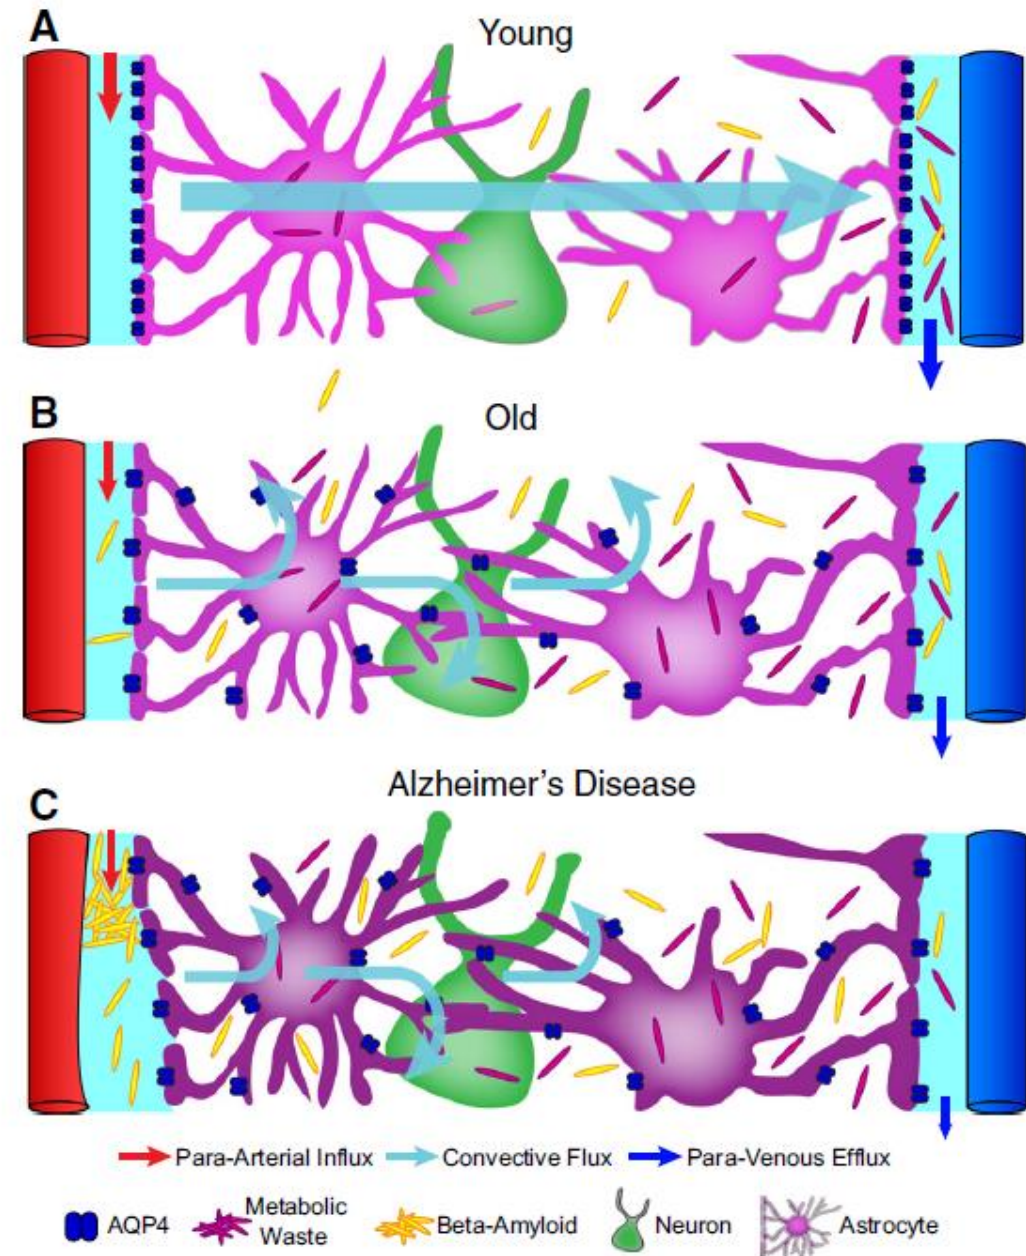 A
Young
B
Old
C
Alzheimer's Disease
Para-Arterial Influx
Convective Flux
Para-Venous Efflux
AQP4
Metabolic
Waste
Beta-Amyloid
Neuron
Astrocyte